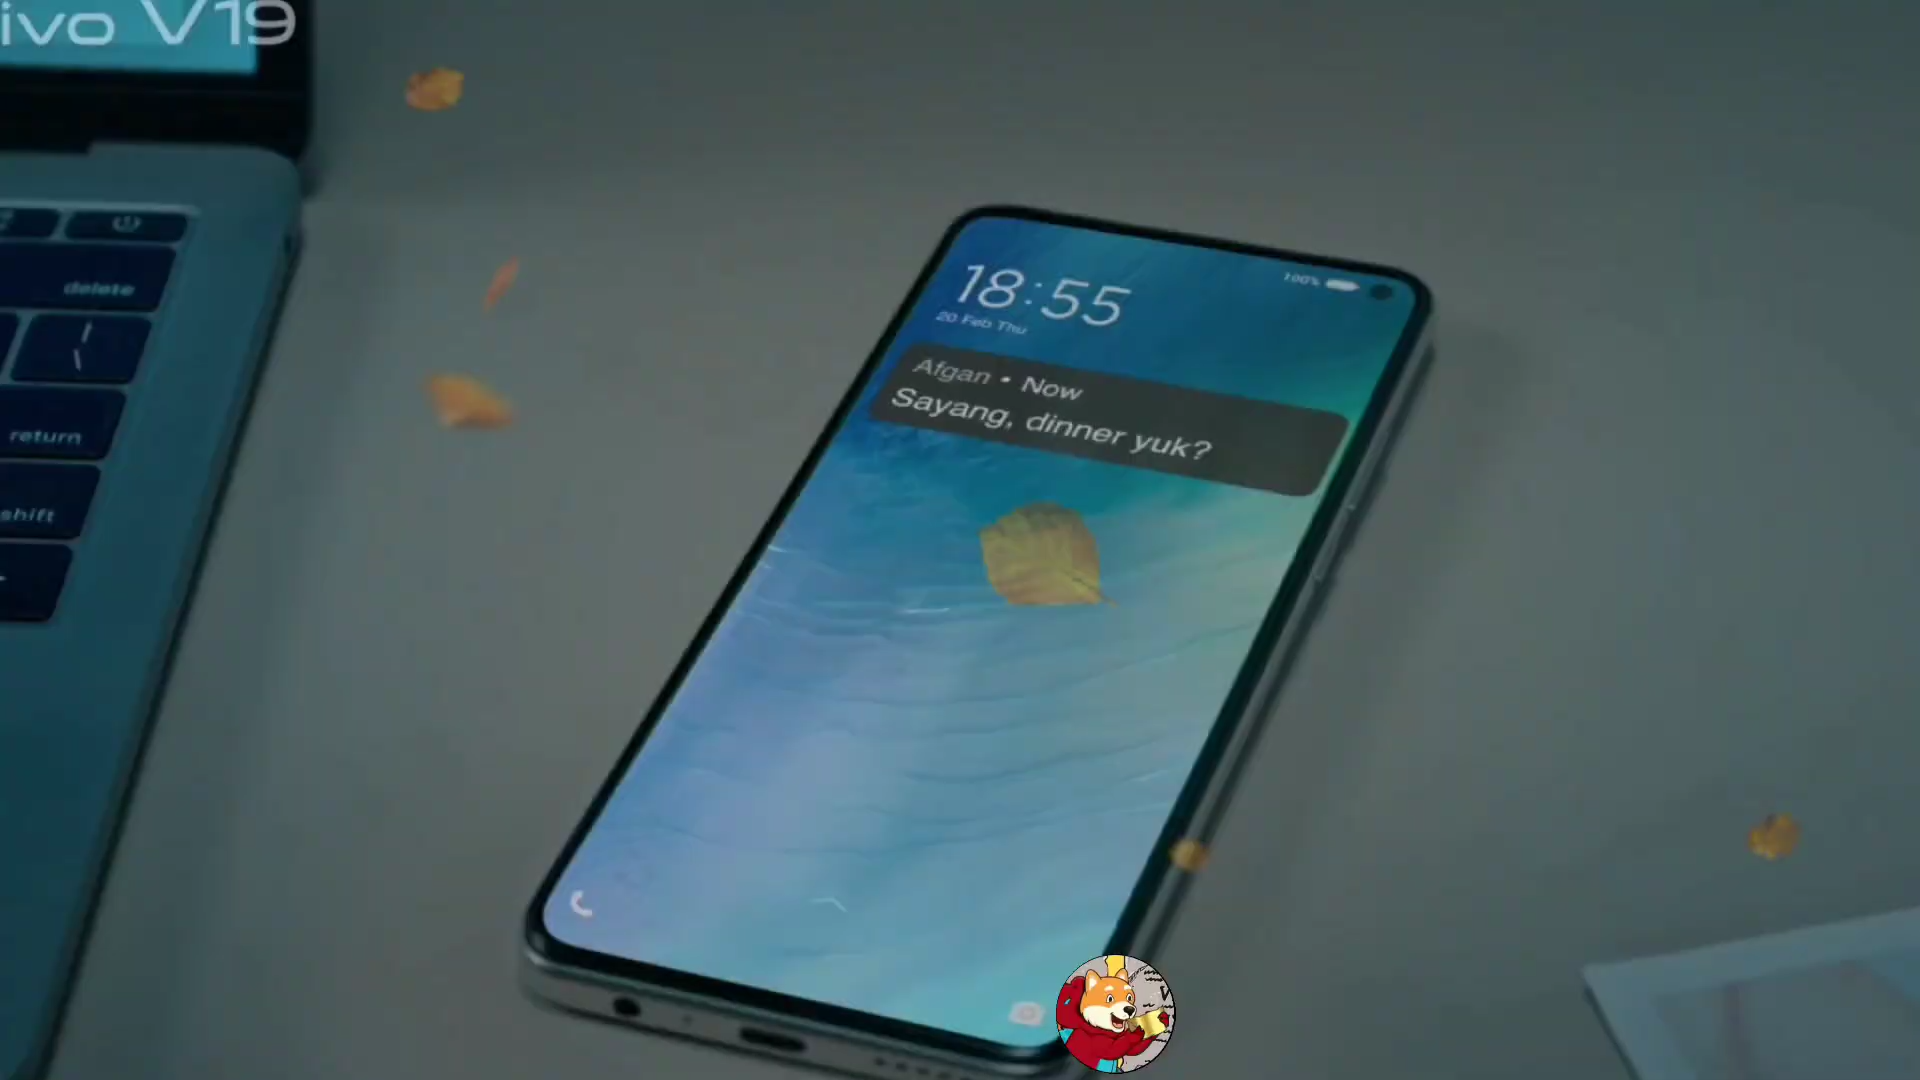 ivo V19
18:55
100%
20 Feb Thu
Afgan • Now
Sayang, dinner yuk?
delete
return
shift